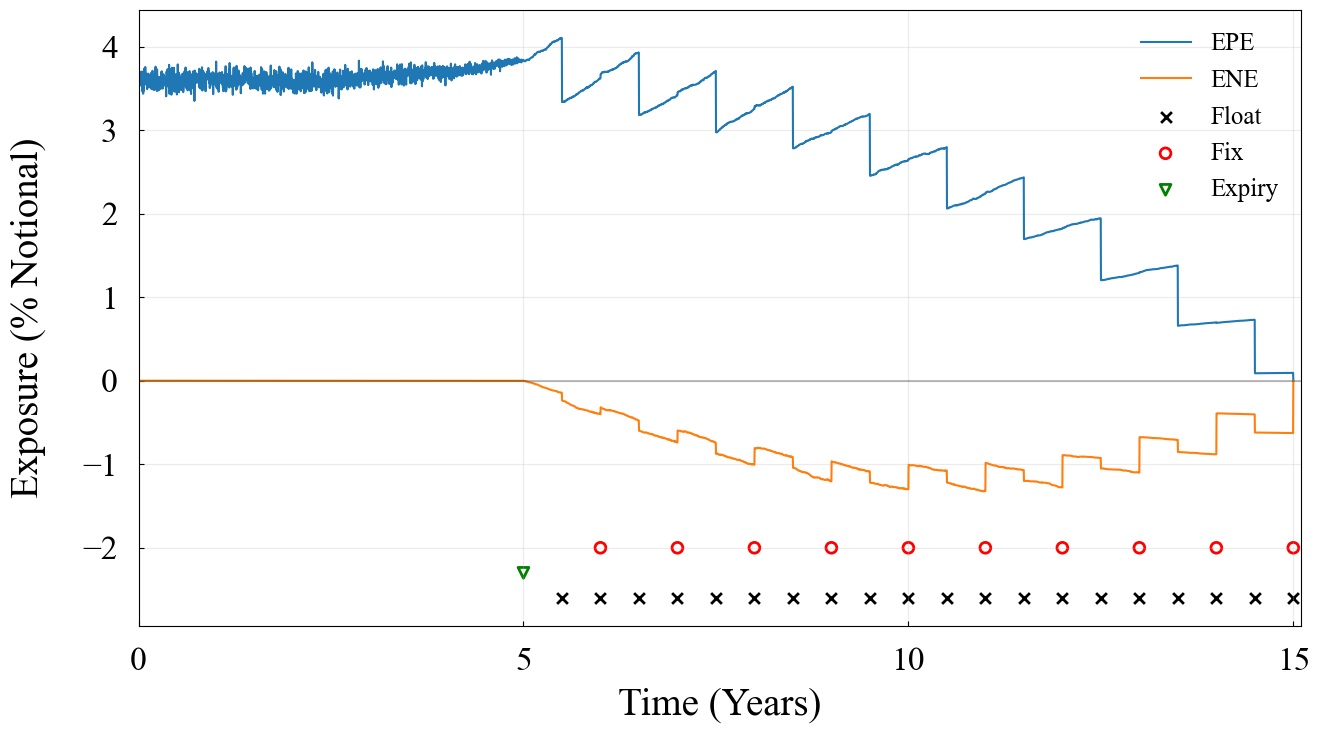 Exposure (% Notional)
4
3
2
1
0
−1
−2
EPE
ENE
Float
Fix
Expiry
0 5 10 15
Time (Years)